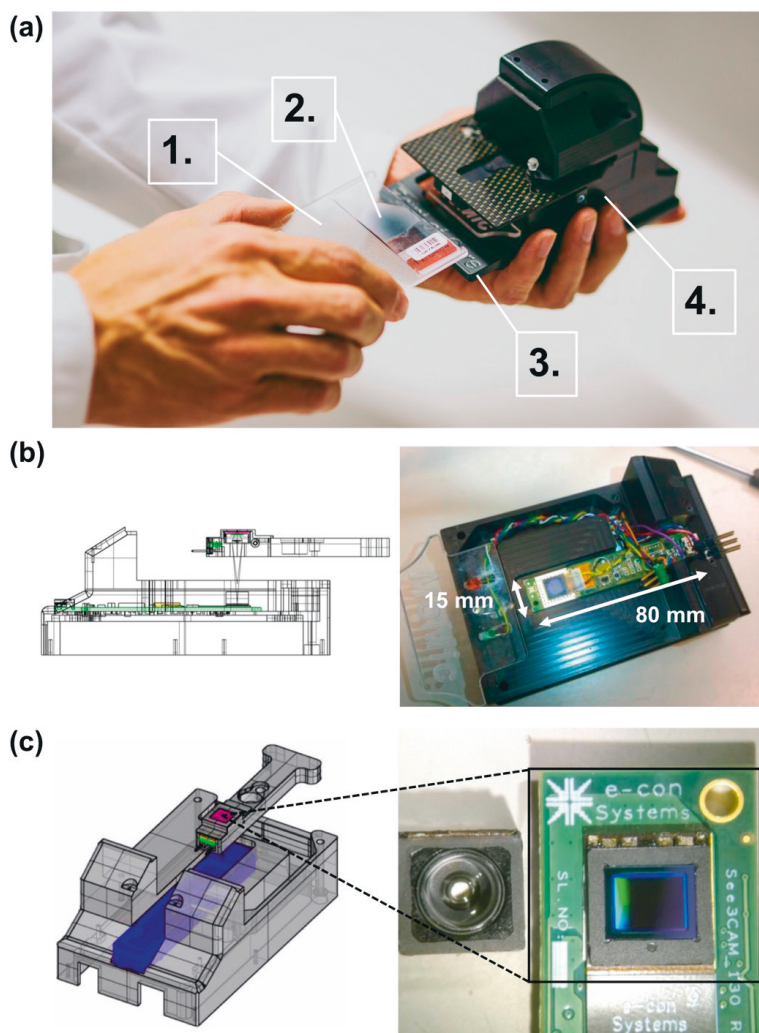 (a)
1.
2.
3.
4.
(b)
15 mm
80 mm
(c)
e-con
Systems
SL.NO:
See3CAM_130 R
e-con
Systems